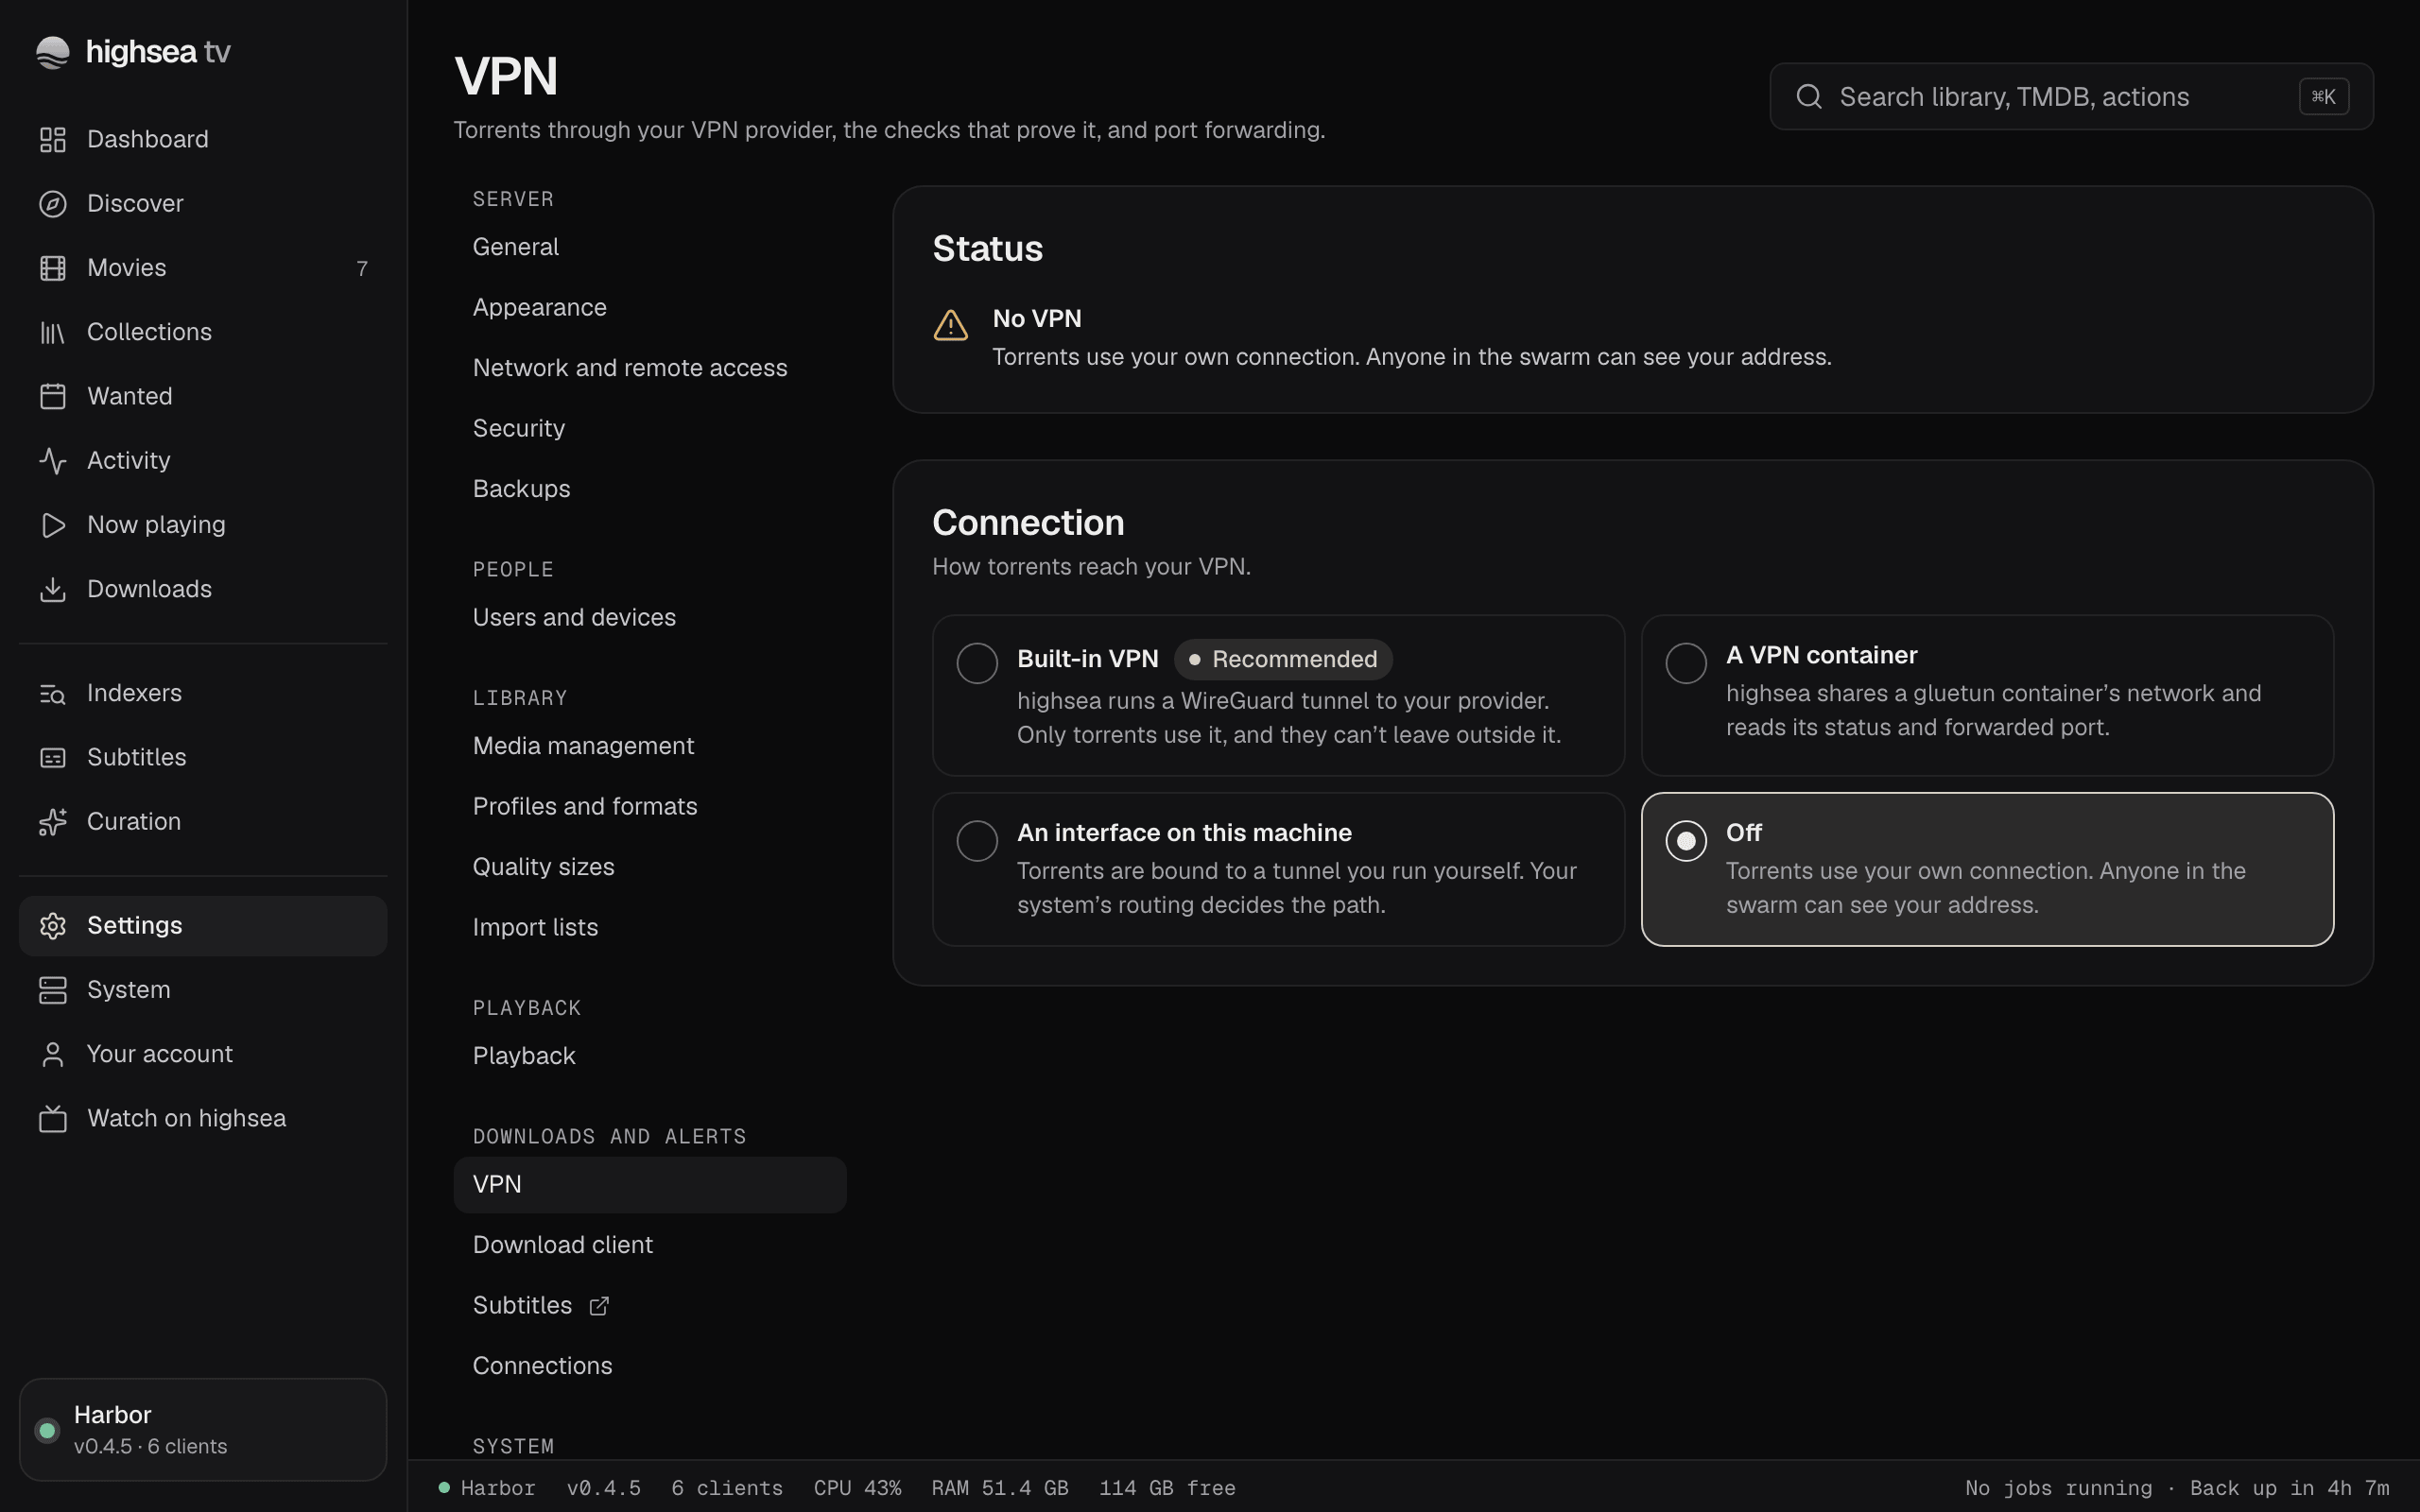 highsea tv
Dashboard
Discover
Movies 7
Collections
Wanted
Activity
Now playing
Downloads
Indexers
Subtitles
Curation
Settings
System
Your account
Watch on highsea
Harbor
v0.4.5 · 6 clients
VPN
Torrents through your VPN provider, the checks that prove it, and port forwarding.
Search library, TMDB, actions ⌘K
SERVER
General
Appearance
Network and remote access
Security
Backups
PEOPLE
Users and devices
LIBRARY
Media management
Profiles and formats
Quality sizes
Import lists
PLAYBACK
Playback
DOWNLOADS AND ALERTS
VPN
Download client
Subtitles
Connections
SYSTEM
Status
No VPN
Torrents use your own connection. Anyone in the swarm can see your address.
Connection
How torrents reach your VPN.
Built-in VPN Recommended
highsea runs a WireGuard tunnel to your provider.
Only torrents use it, and they can’t leave outside it.
A VPN container
highsea shares a gluetun container’s network and
reads its status and forwarded port.
An interface on this machine
Torrents are bound to a tunnel you run yourself. Your
system’s routing decides the path.
Off
Torrents use your own connection. Anyone in the
swarm can see your address.
Harbor v0.4.5 6 clients CPU 43% RAM 51.4 GB 114 GB free
No jobs running · Back up in 4h 7m